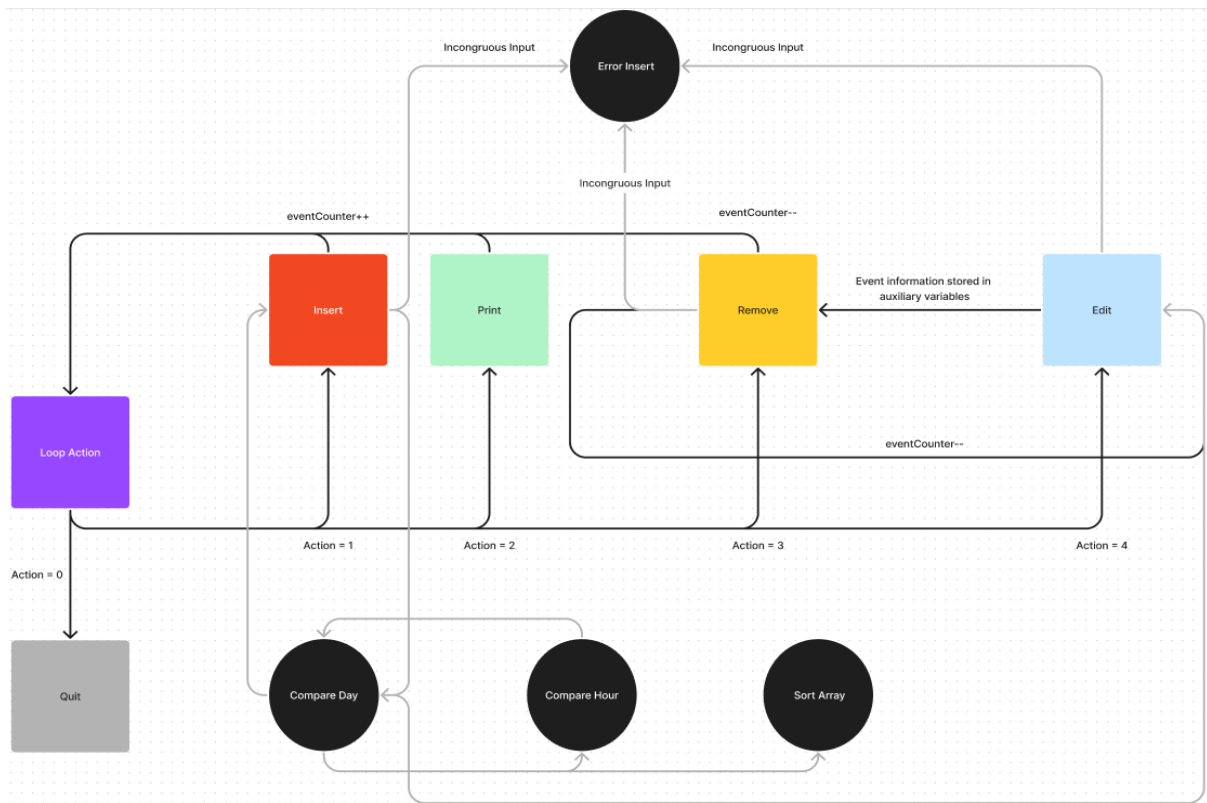 Incongruous Input
Error Insert
Incongruous Input
Incongruous Input
eventCounter++
eventCounter--
Insert
Print
Remove
Event information stored in
auxiliary variables
Edit
Loop Action
eventCounter--
Action = 1
Action = 2
Action = 3
Action = 4
Action = 0
Quit
Compare Day
Compare Hour
Sort Array